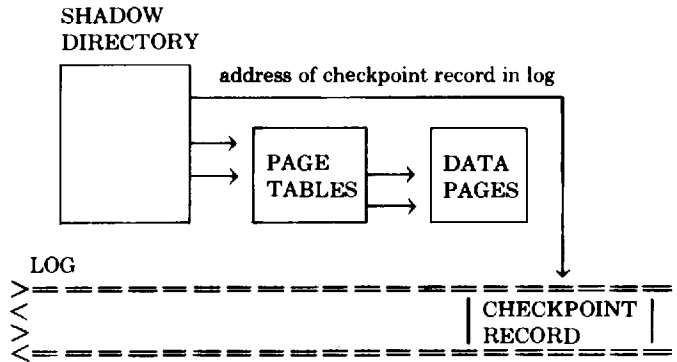 SHADOW
DIRECTORY
address of checkpoint record in log
PAGE
TABLES
DATA
PAGES
LOG
CHECKPOINT
RECORD